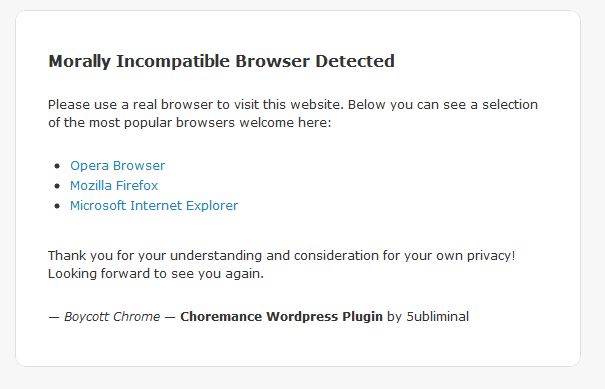 Morally Incompatible Browser Detected
Please use a real browser to visit this website. Below you can see a selection
of the most popular browsers welcome here:
• Opera Browser
• Mozilla Firefox
• Microsoft Internet Explorer
Thank you for your understanding and consideration for your own privacy!
Looking forward to see you again.
— Boycott Chrome — Choremance Wordpress Plugin by 5ubliminal